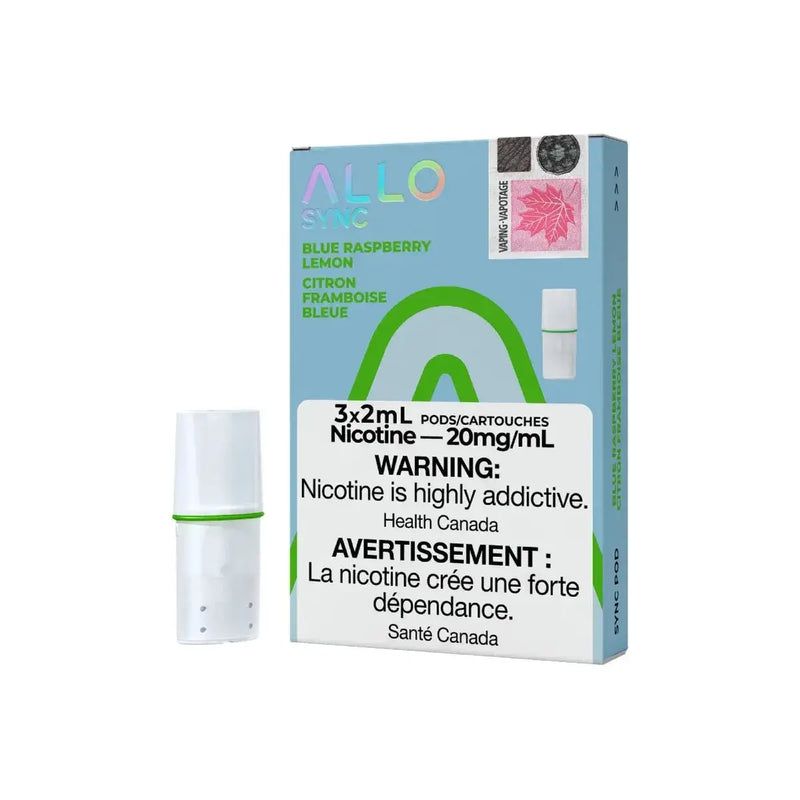 ALLO
SYNC
BLUE RASPBERRY
LEMON
CITRON
FRAMBOISE
BLEUE
VAPING-VAPOTAGE
3x2mL PODS/CARTOUCHES
Nicotine — 20mg/mL
WARNING:
Nicotine is highly addictive.
Health Canada
AVERTISSEMENT :
La nicotine crée une forte
dépendance.
Santé Canada
BLUE RASPBERRY LEMON
CITRON FRAMBOISE BLEUE
SYNC POD